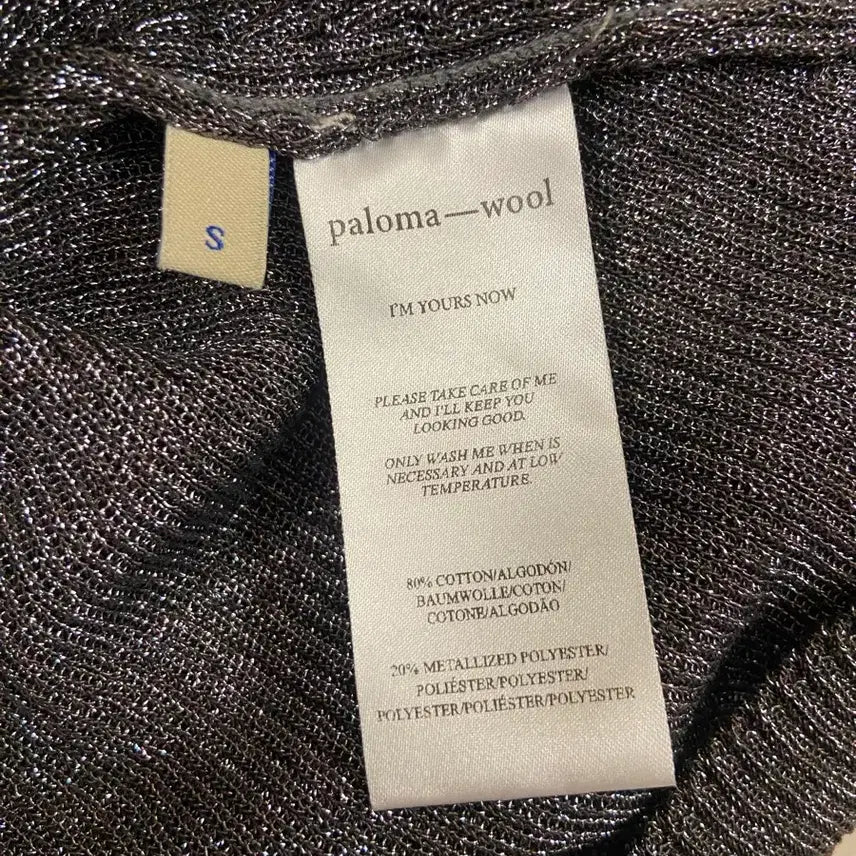 S
paloma—wool
I'M YOURS NOW
PLEASE TAKE CARE OF ME
AND I'LL KEEP YOU
LOOKING GOOD.
ONLY WASH ME WHEN IS
NECESSARY AND AT LOW
TEMPERATURE.
80% COTTON/ALGODÓN/
BAUMWOLLE/COTON/
COTONE/ALGODÃO
20% METALLIZED POLYESTER/
POLIÉSTER/POLYESTER/
POLYESTER/POLIÉSTER/POLYESTER